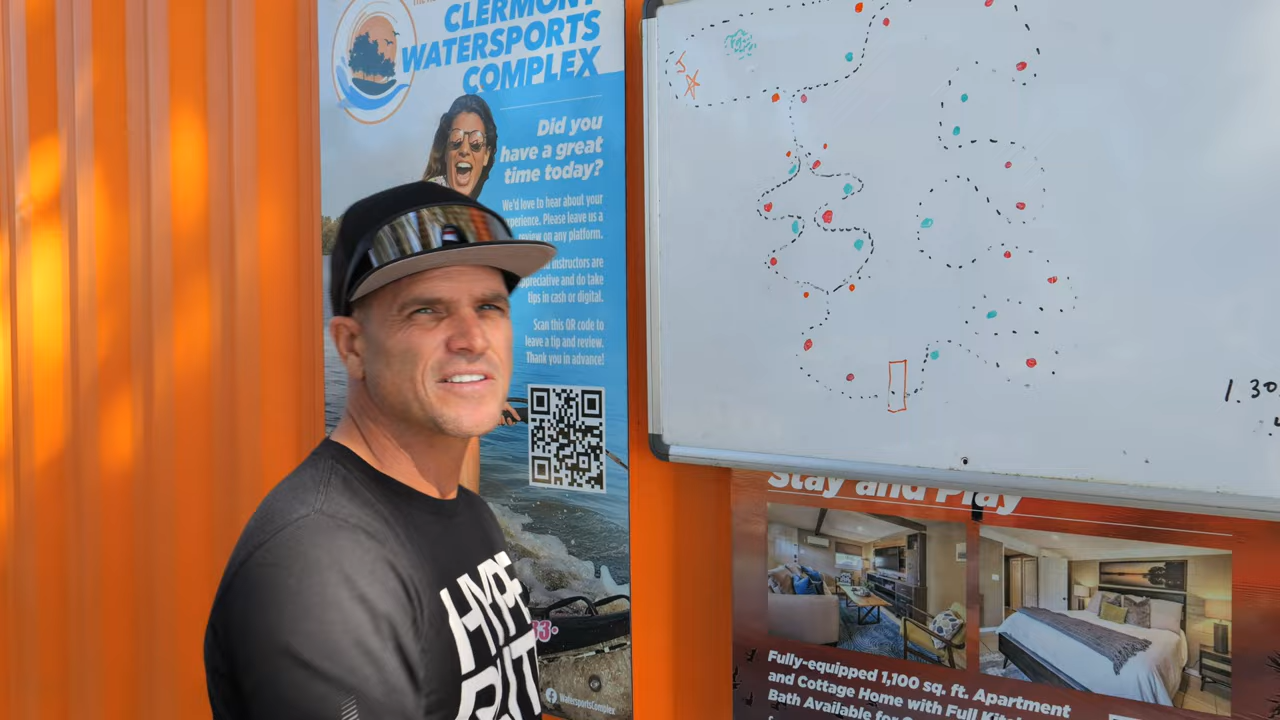 CLERMONT
WATERSPORTS
COMPLEX
Did you
have a great
time today?
We'd love to hear about your
experience. Please leave us a
review on any platform.
instructors are
appreciative and do take
tips in cash or digital.
Scan this QR code to
leave a tip and review.
Thank you in advance!
WatersportsComplex
HYPE
1.30
Stay and Play
Fully-equipped 1,100 sq. ft. Apartment
and Cottage Home with Full
Bath Available for